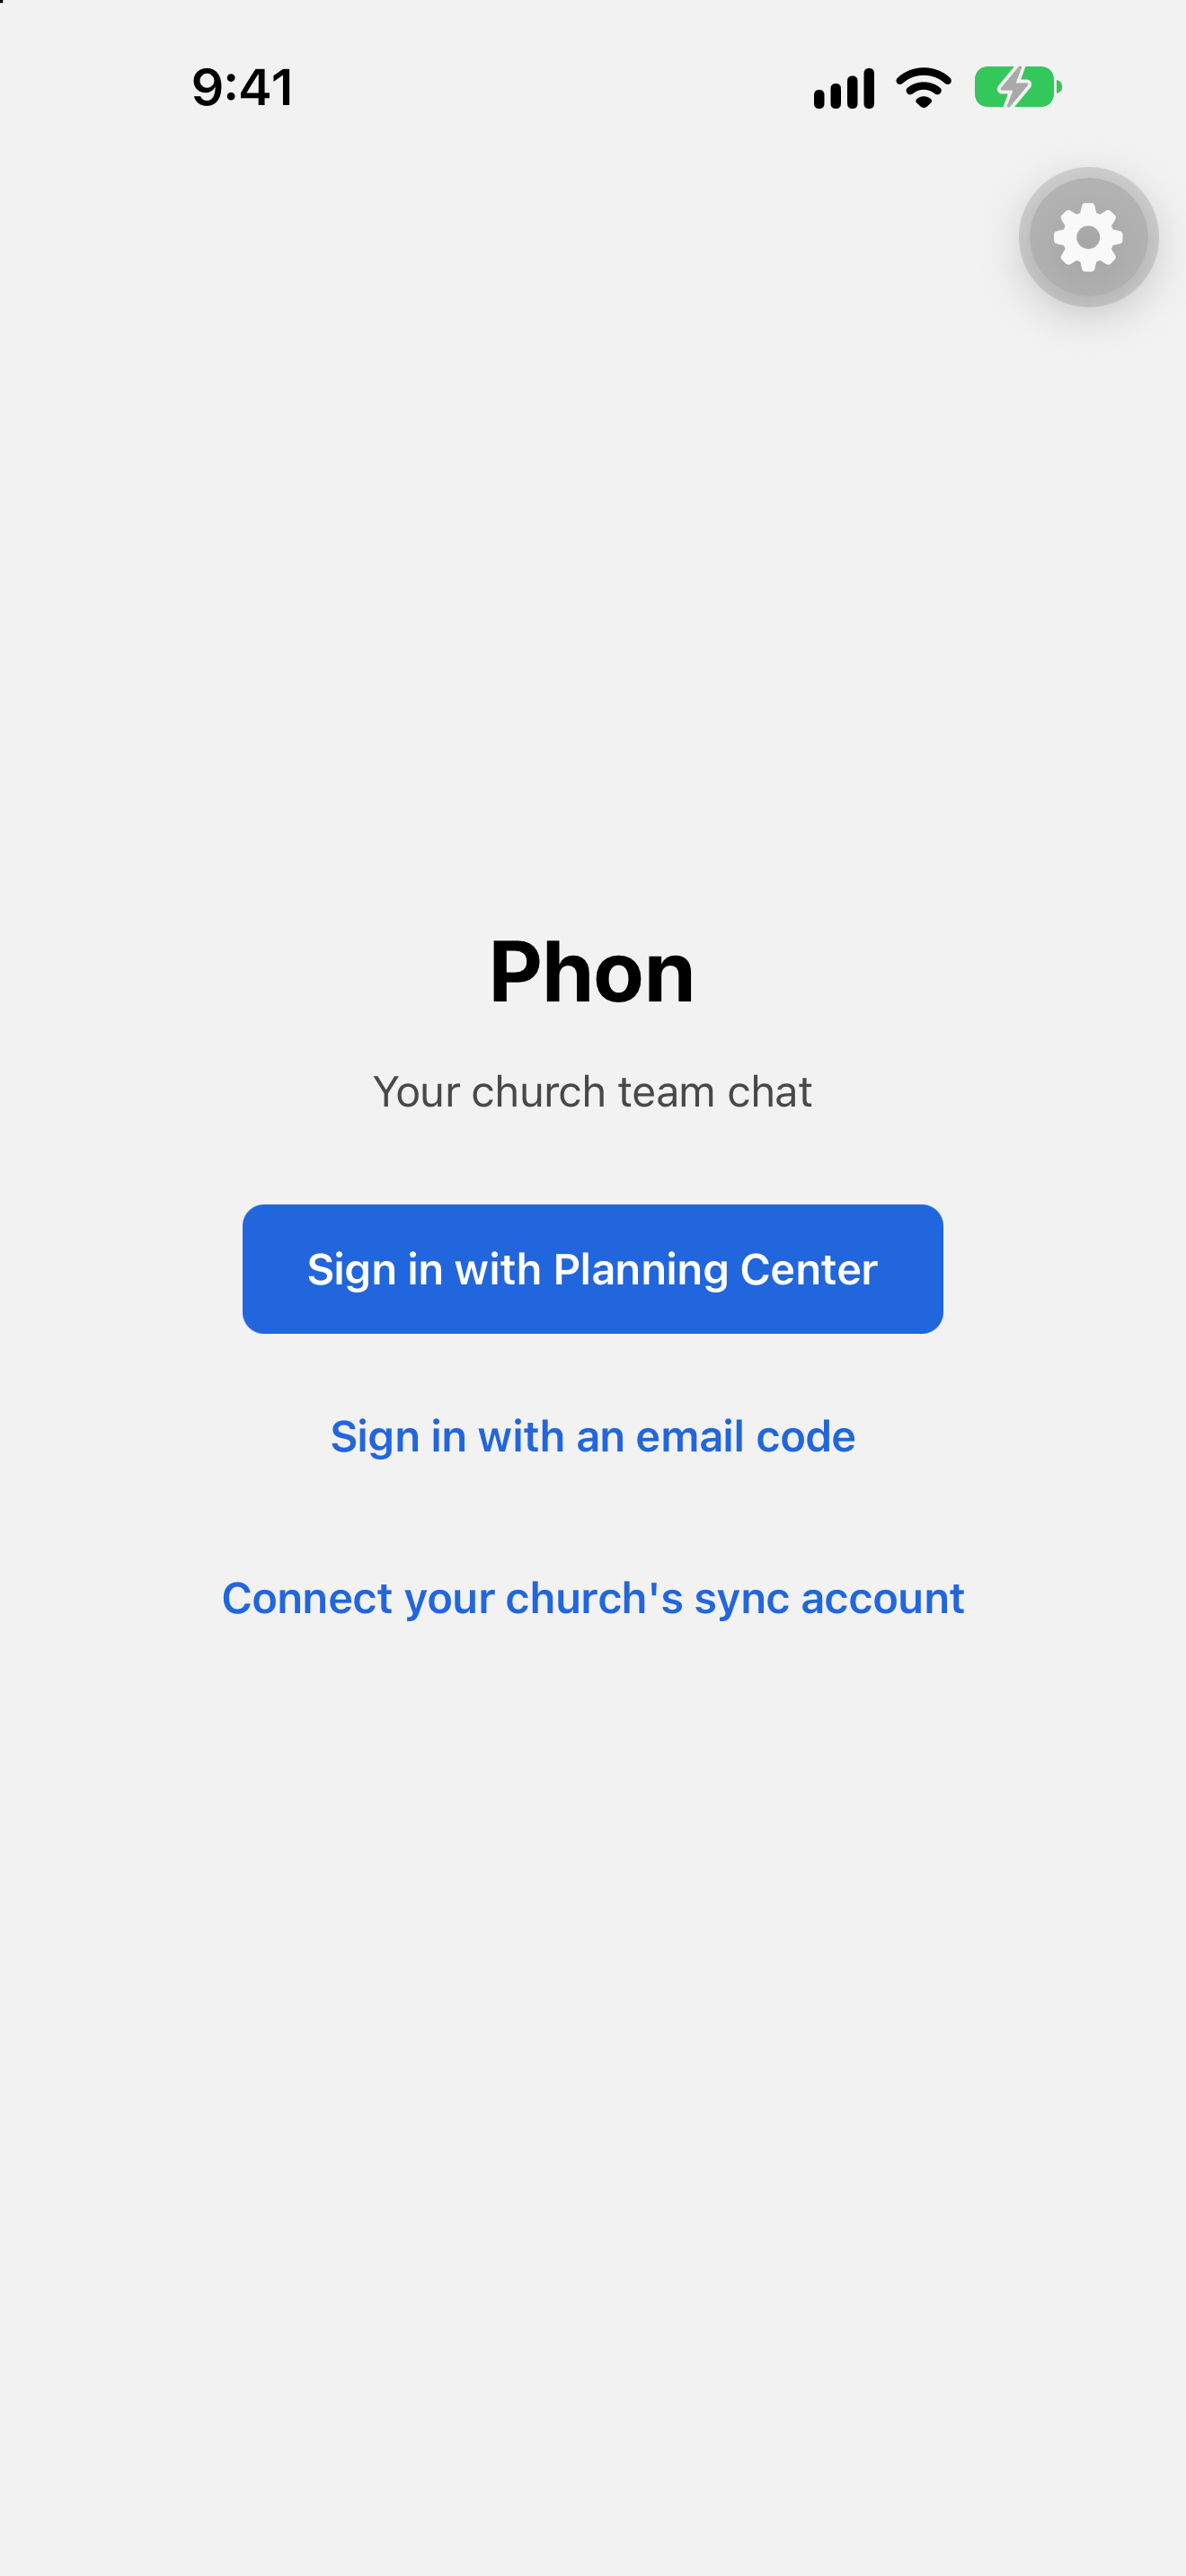 9:41
Phon
Your church team chat
Sign in with Planning Center
Sign in with an email code
Connect your church's sync account